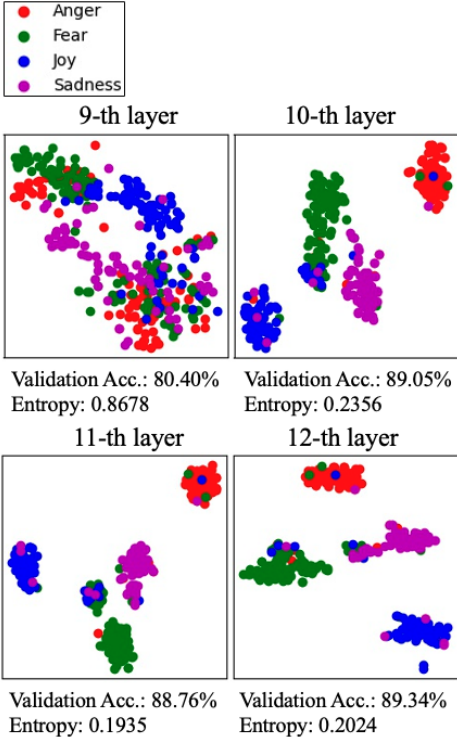 Anger
Fear
Joy
Sadness
9-th layer
10-th layer
Validation Acc.: 80.40%
Entropy: 0.8678
Validation Acc.: 89.05%
Entropy: 0.2356
11-th layer
12-th layer
Validation Acc.: 88.76%
Entropy: 0.1935
Validation Acc.: 89.34%
Entropy: 0.2024